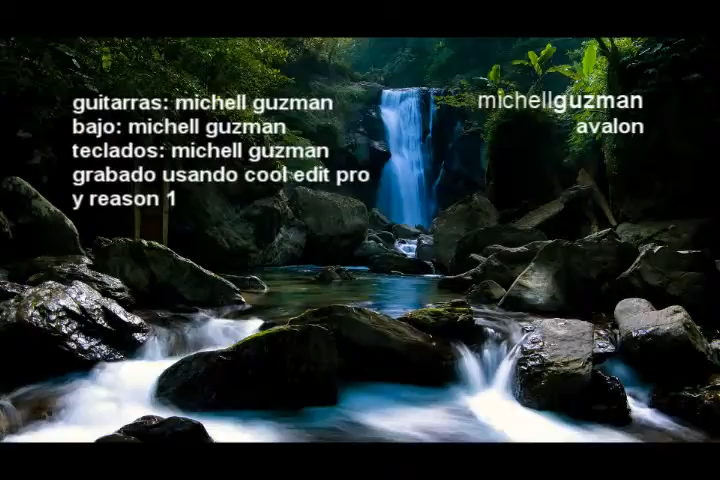 guitarras: michell guzman
bajo: michell guzman
teclados: michell guzman
grabado usando cool edit pro
y reason 1
michellguzman
avalon